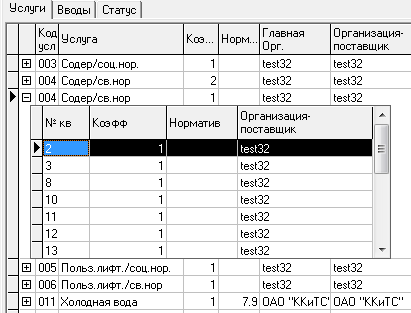 Услуги Вводы Статус
Код усл Услуга Коэ... Норм... Главная Орг. Организация-поставщик
003 Содер/соц.нор. 1 test32 test32
004 Содер/св.нор 2 test32 test32
004 Содер/св.нор 1 test32 test32
№ кв Коэфф Норматив Организация-поставщик
2 1 test32
3 1 test32
8 1 test32
10 1 test32
11 1 test32
12 1 test32
13 1 test32
005 Польз.лифт./соц.нор. 1 test32 test32
006 Польз.лифт./св.нор 1 test32 test32
011 Холодная вода 1 7.9 ОАО "ККиТС" ОАО "ККиТС"